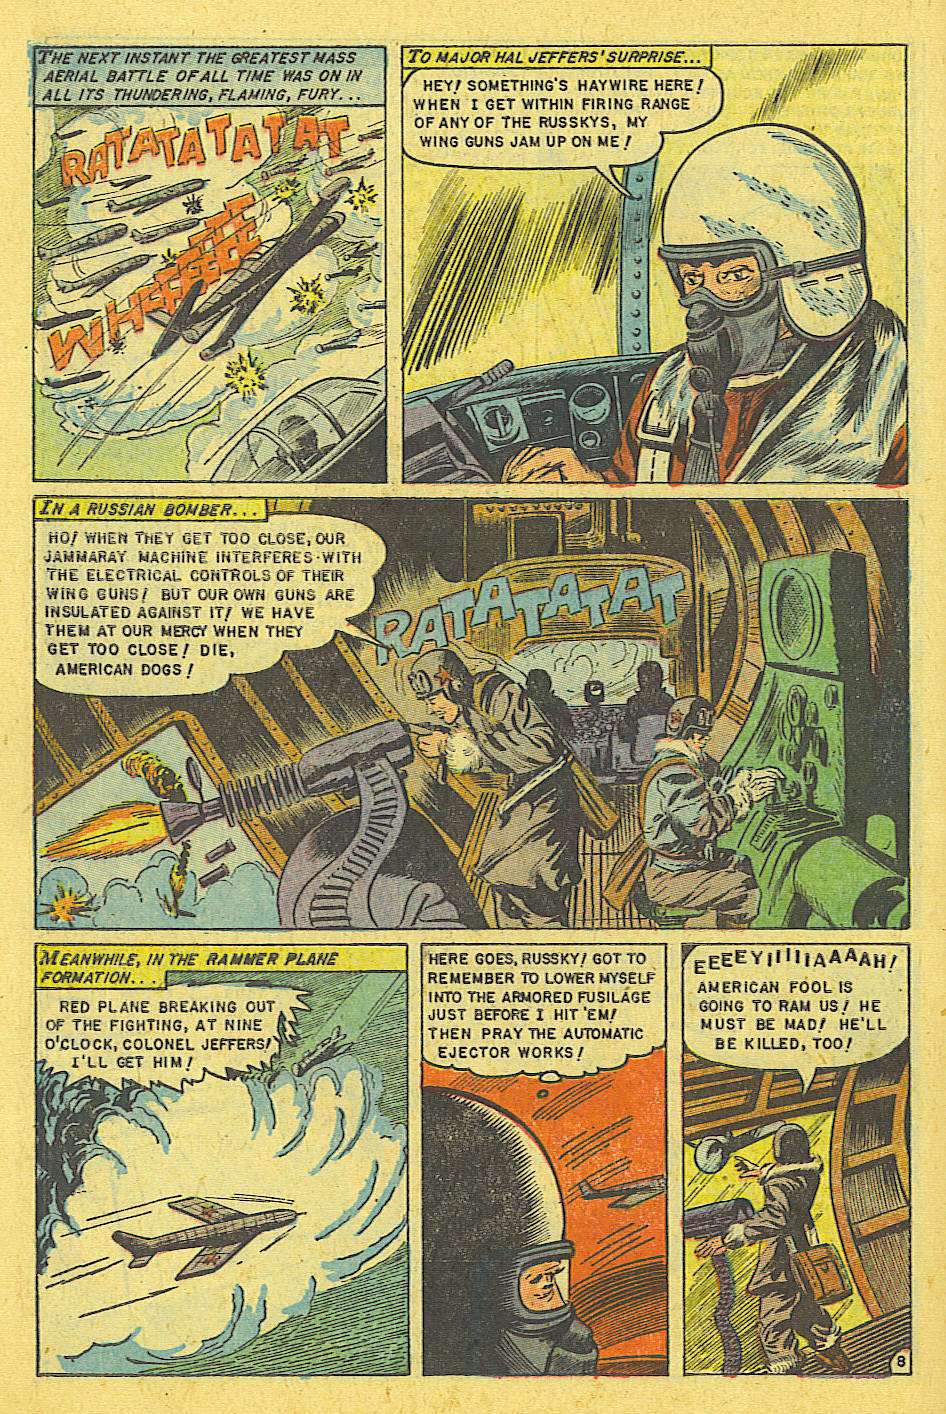 THE NEXT INSTANT THE GREATEST MASS
AERIAL BATTLE OF ALL TIME WAS ON IN
ALL ITS THUNDERING, FLAMING, FURY...
RATATATATAT
WHEEEEEEEEEE
TO MAJOR HAL JEFFERS' SURPRISE...
HEY! SOMETHING'S HAYWIRE HERE!
WHEN I GET WITHIN FIRING RANGE
OF ANY OF THE RUSSKYS, MY
WING GUNS JAM UP ON ME!
IN A RUSSIAN BOMBER...
HO! WHEN THEY GET TOO CLOSE, OUR
JAMMARAY MACHINE INTERFERES WITH
THE ELECTRICAL CONTROLS OF THEIR
WING GUNS! BUT OUR OWN GUNS ARE
INSULATED AGAINST IT! WE HAVE
THEM AT OUR MERCY WHEN THEY
GET TOO CLOSE! DIE,
AMERICAN DOGS!
RATATATATAT
MEANWHILE, IN THE RAMMER PLANE
FORMATION...
RED PLANE BREAKING OUT
OF THE FIGHTING, AT NINE
O'CLOCK, COLONEL JEFFERS!
I'LL GET HIM!
HERE GOES, RUSSKY! GOT TO
REMEMBER TO LOWER MYSELF
INTO THE ARMORED FUSILAGE
JUST BEFORE I HIT 'EM!
THEN PRAY THE AUTOMATIC
EJECTOR WORKS!
EEEEYIIIIIAAAAH!
AMERICAN FOOL IS
GOING TO RAM US! HE
MUST BE MAD! HE'LL
BE KILLED, TOO!
8